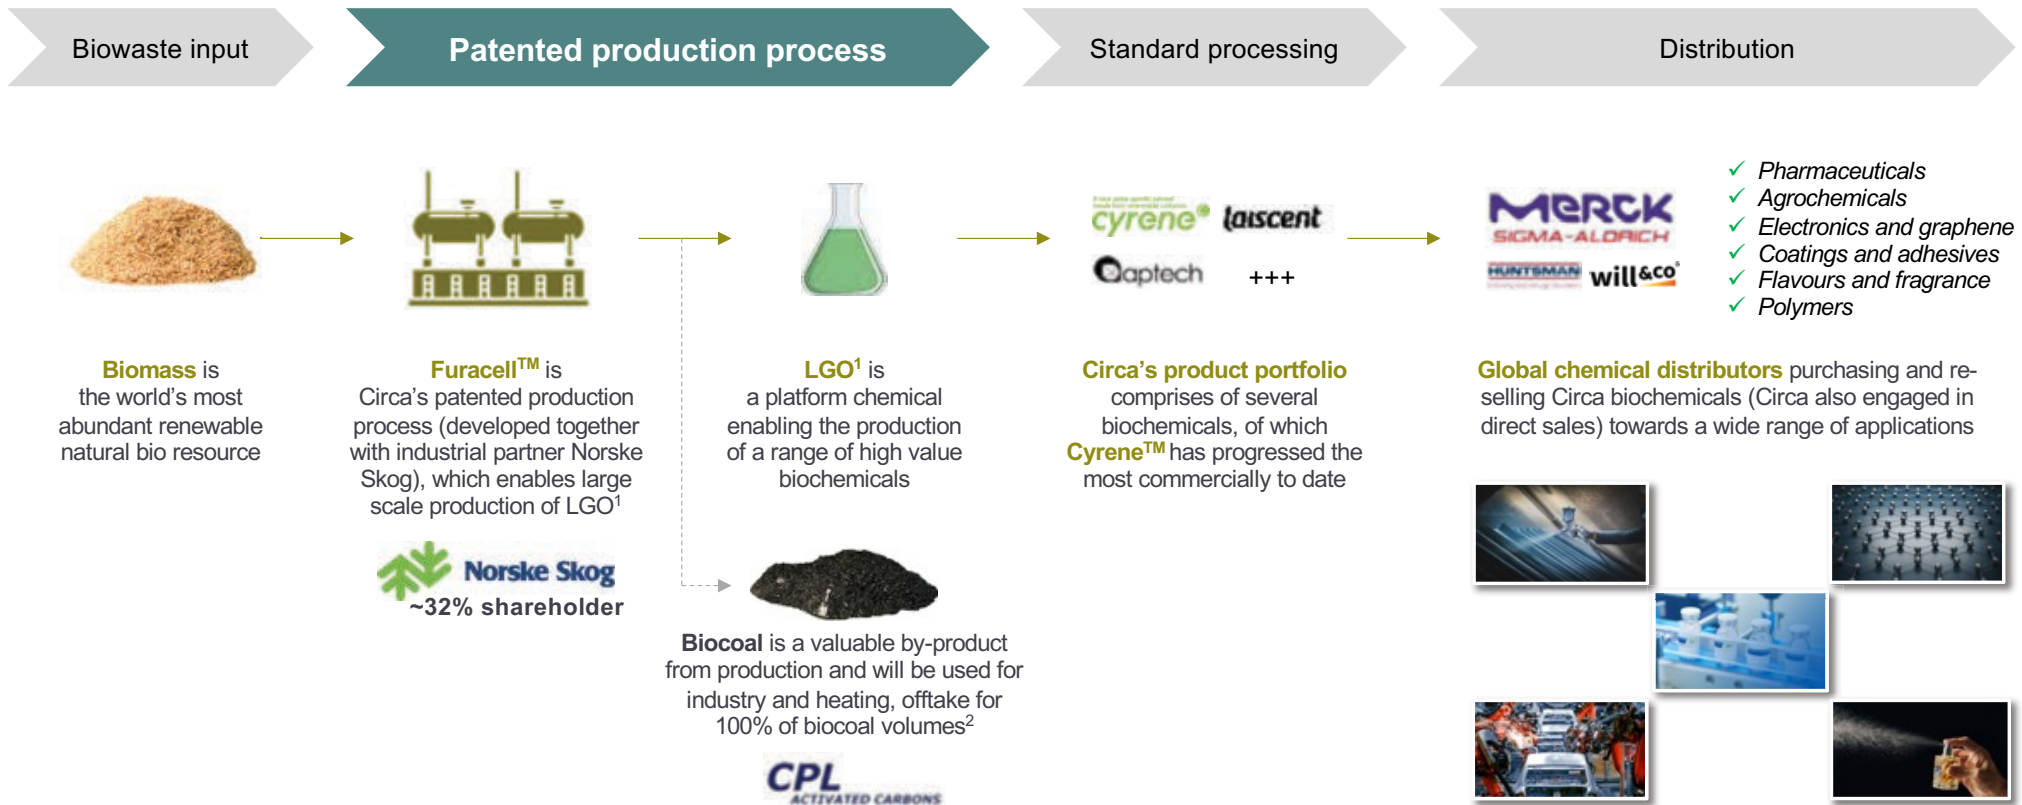 Biowaste input
Patented production process
Standard processing
Distribution
Biomass is
the world's most
abundant renewable
natural bio resource
Furacell™ is
Circa's patented production
process (developed together
with industrial partner Norske
Skog), which enables large
scale production of LGO¹
Norske Skog
~32% shareholder
LGO¹ is
a platform chemical
enabling the production
of a range of high value
biochemicals
Biocoal is a valuable by-product
from production and will be used for
industry and heating, offtake for
100% of biocoal volumes²
CPL
ACTIVATED CARBONS
cyrene
laiscent
aptech
+++
Circa's product portfolio
comprises of several
biochemicals, of which
Cyrene™ has progressed the
most commercially to date
MERCK
SIGMA-ALDRICH
HUNTSMAN
will&co
✓ Pharmaceuticals
✓ Agrochemicals
✓ Electronics and graphene
✓ Coatings and adhesives
✓ Flavours and fragrance
✓ Polymers
Global chemical distributors purchasing and re-
selling Circa biochemicals (Circa also engaged in
direct sales) towards a wide range of applications